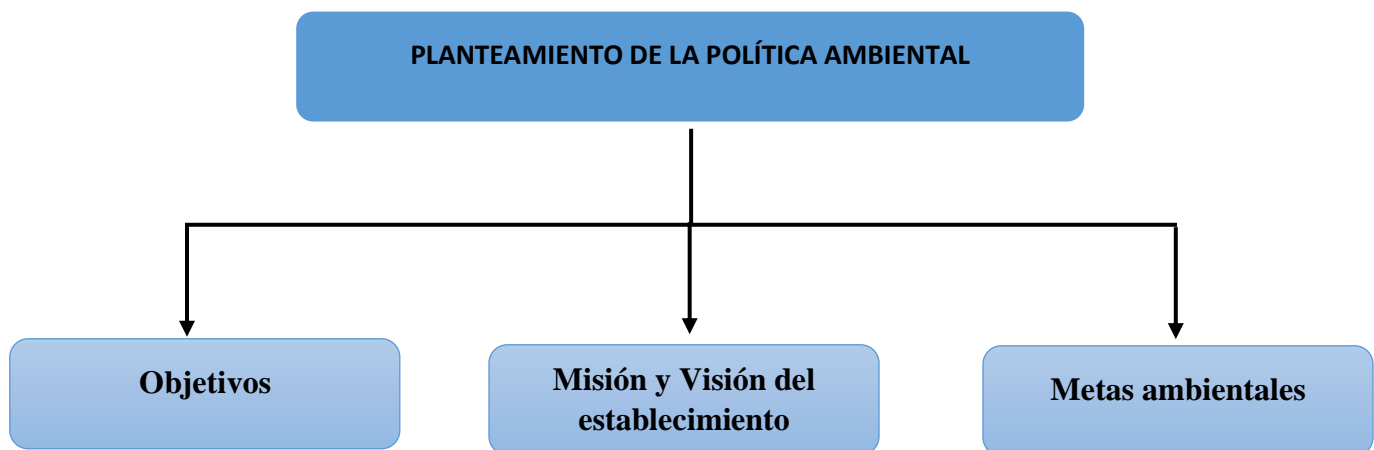 PLANTEAMIENTO DE LA POLÍTICA AMBIENTAL
Objetivos
Misión y Visión del
establecimiento
Metas ambientales